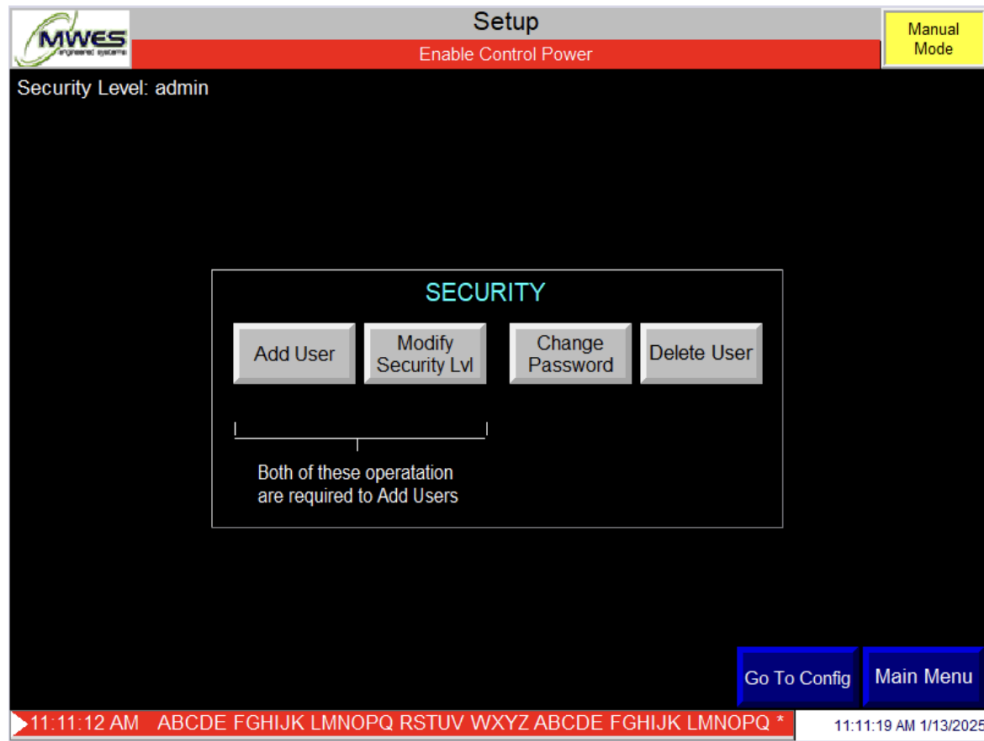 MWES
engineered systems
Setup
Enable Control Power
Manual
Mode
Security Level: admin
SECURITY
Add User
Modify
Security Lvl
Change
Password
Delete User
Both of these operatation
are required to Add Users
Go To Config
Main Menu
11:11:12 AM ABCDE FGHIJK LMNOPQ RSTUV WXYZ ABCDE FGHIJK LMNOPQ *
11:11:19 AM 1/13/2025